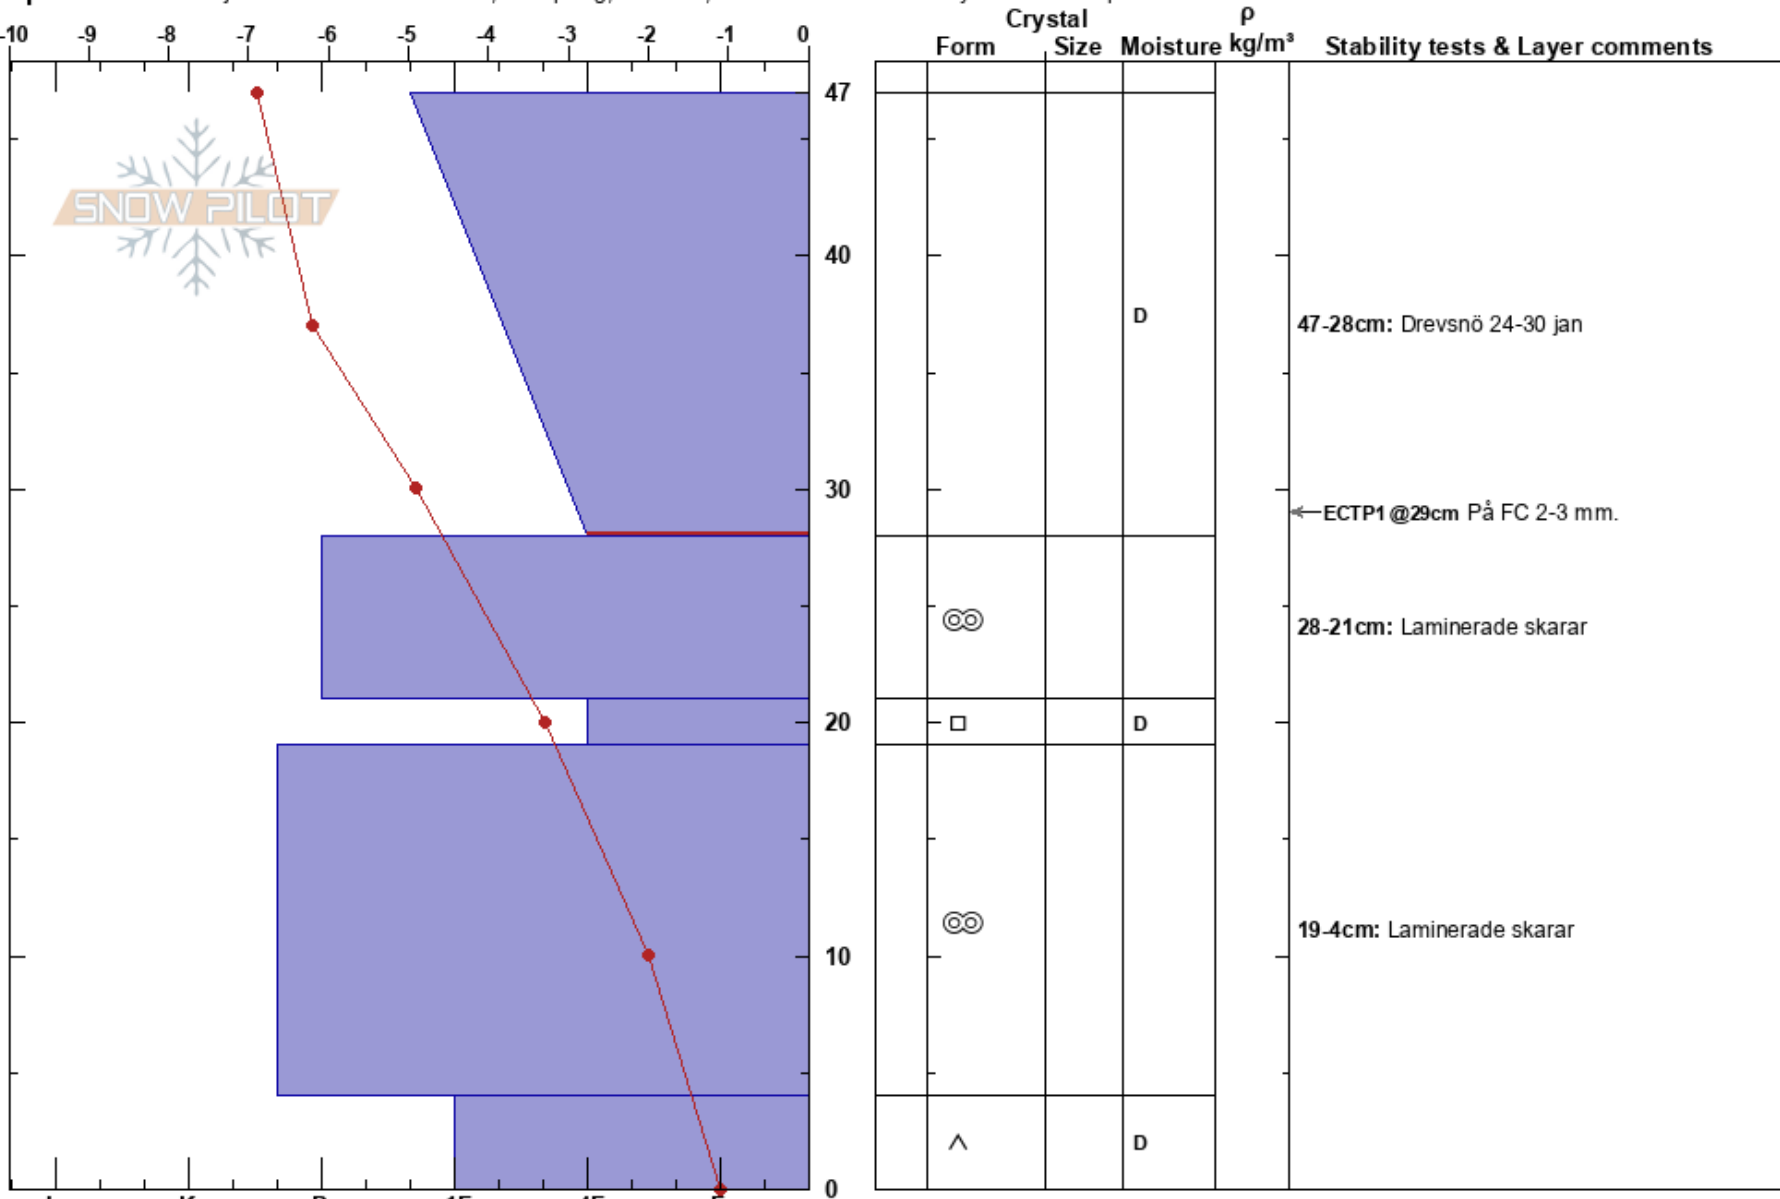 Crystal ρ
-10 -9 -8 -7 -6 -5 -4 -3 -2 -1 0
Form Size Moisture kg/m³ Stability tests & Layer comments
47
SNOW PILOT
40
D
47-28cm: Drevsnö 24-30 jan
30
ECTP1 @29cm På FC 2-3 mm.
28-21cm: Laminerade skarar
20
D
19-4cm: Laminerade skarar
10
D
0